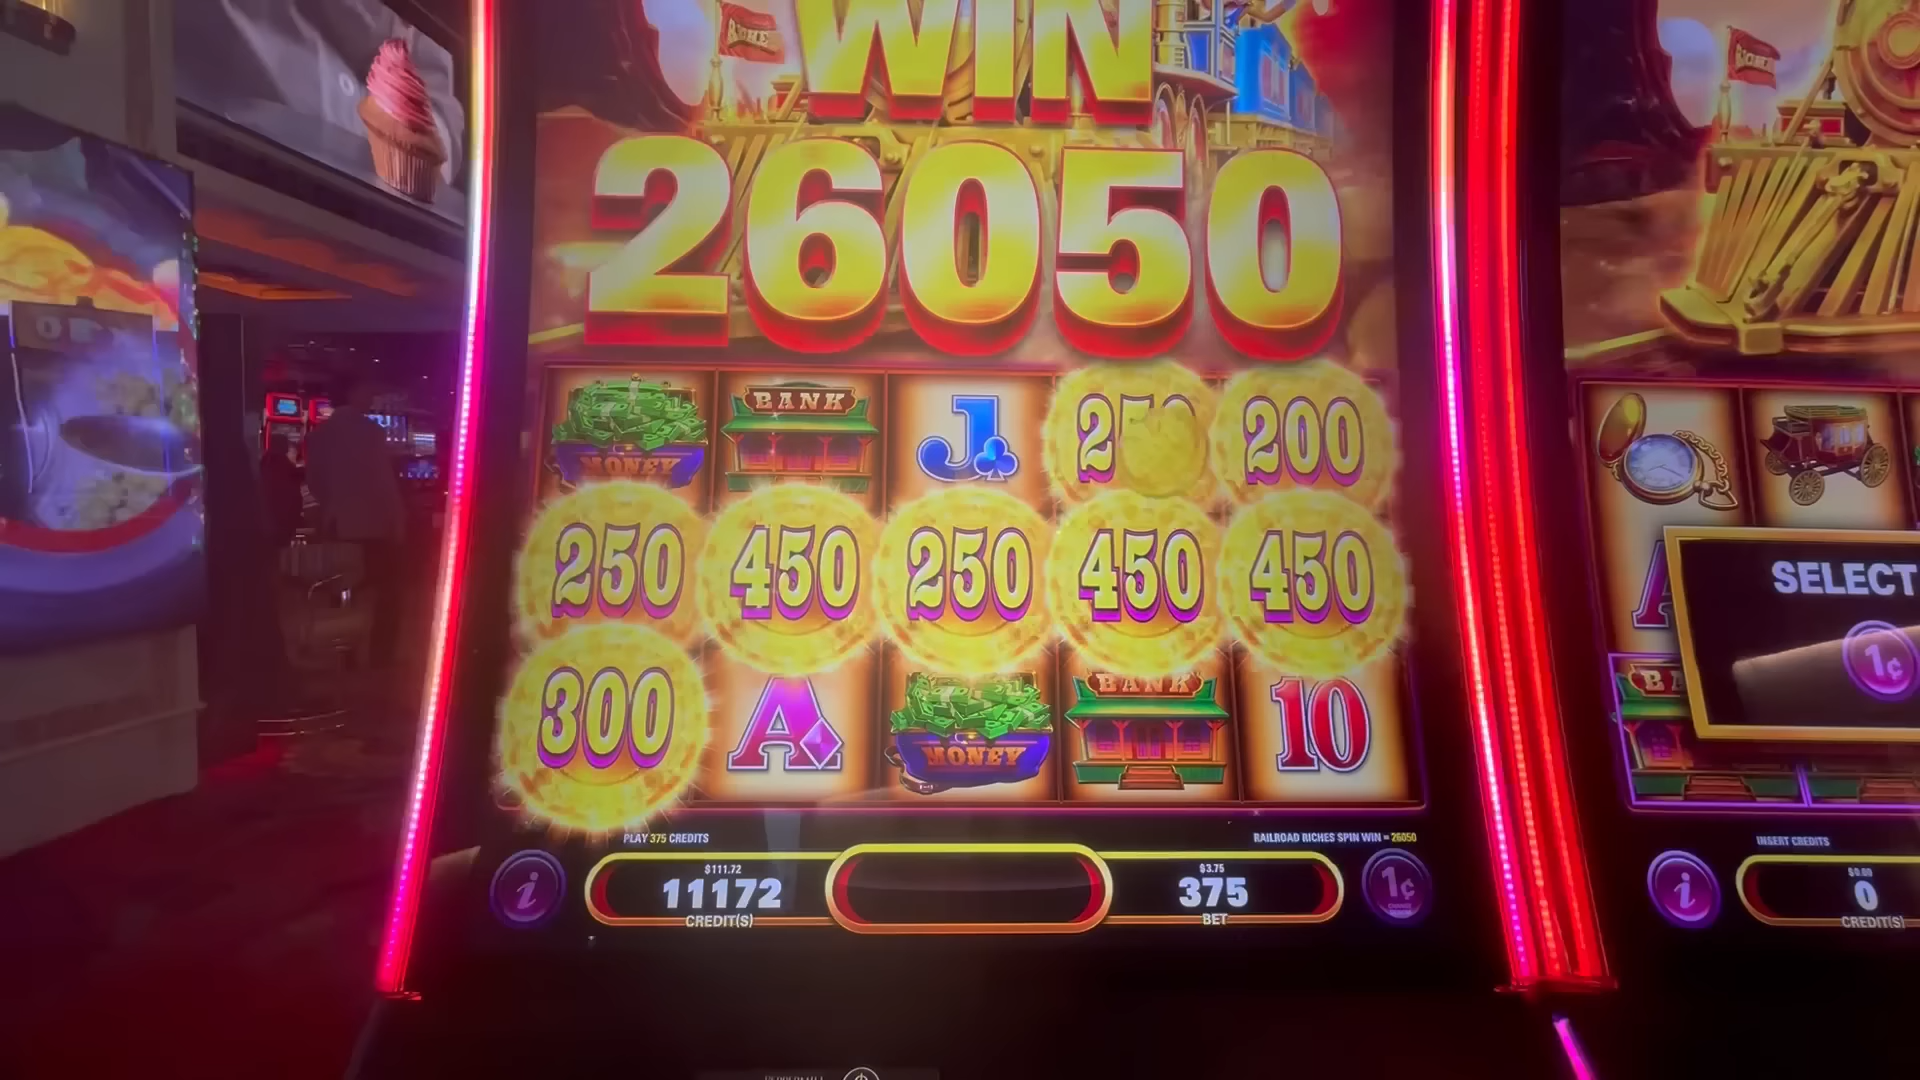 WIN
26050
BANK
J
200
MONEY
250
450
250
450
450
300
A
MONEY
BANK
10
PLAY 375 CREDITS
RAILROAD RICHES SPIN WIN = 26050
$111.72
11172
CREDIT(S)
$3.75
375
BET
1¢
i
SELECT
1¢
INSERT CREDITS
i
$0.00
0
CREDIT(S)